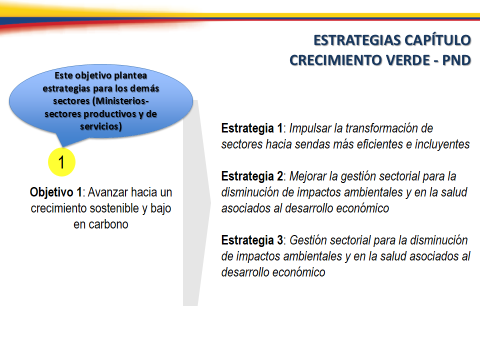 ESTRATEGIAS CAPÍTULO
CRECIMIENTO VERDE - PND
Este objetivo plantea
estrategias para los demás
sectores (Ministerios-
sectores productivos y de
servicios)
1
Objetivo 1: Avanzar hacia un
crecimiento sostenible y bajo
en carbono
Estrategia 1: Impulsar la transformación de
sectores hacia sendas más eficientes e incluyentes
Estrategia 2: Mejorar la gestión sectorial para la
disminución de impactos ambientales y en la salud
asociados al desarrollo económico
Estrategia 3: Gestión sectorial para la disminución
de impactos ambientales y en la salud asociados al
desarrollo económico